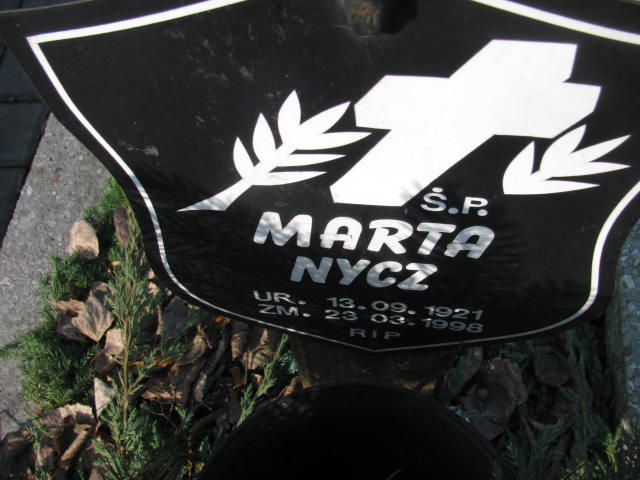 Ś.P.
MARTA
NYCZ
UR. 13.09.1921
ZM. 23 03.1998
RIP